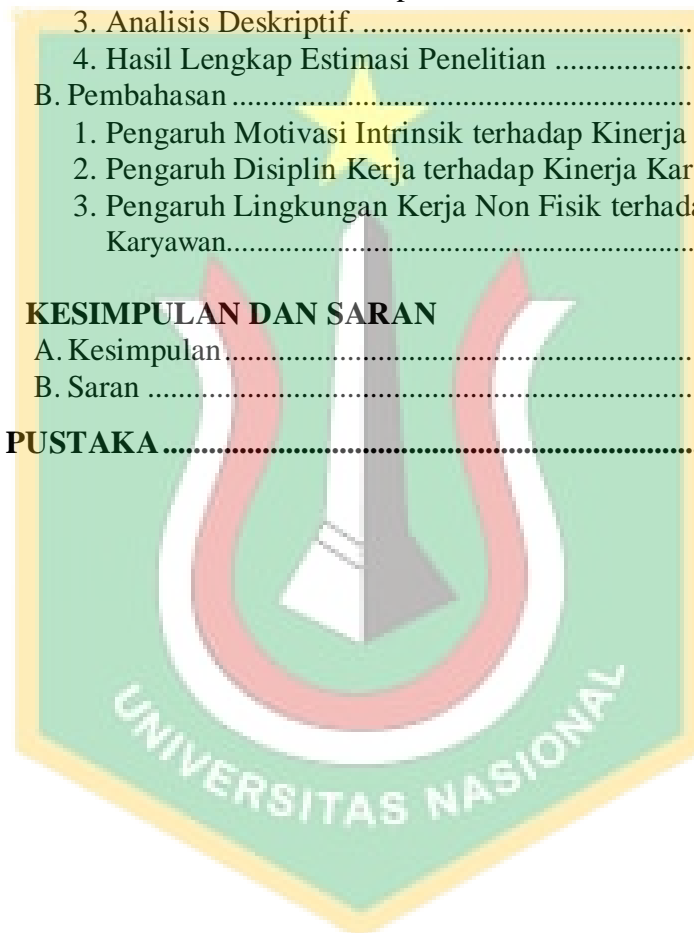 3. Analisis Deskriptif. ..........................................
4. Hasil Lengkap Estimasi Penelitian ..................
B. Pembahasan ............................................................
1. Pengaruh Motivasi Intrinsik terhadap Kinerja
2. Pengaruh Disiplin Kerja terhadap Kinerja Kar
3. Pengaruh Lingkungan Kerja Non Fisik terhada
Karyawan.............................................................
KESIMPULAN DAN SARAN
A. Kesimpulan.............................................................
B. Saran .......................................................................
PUSTAKA.....................................................................
UNIVERSITAS NASIONAL